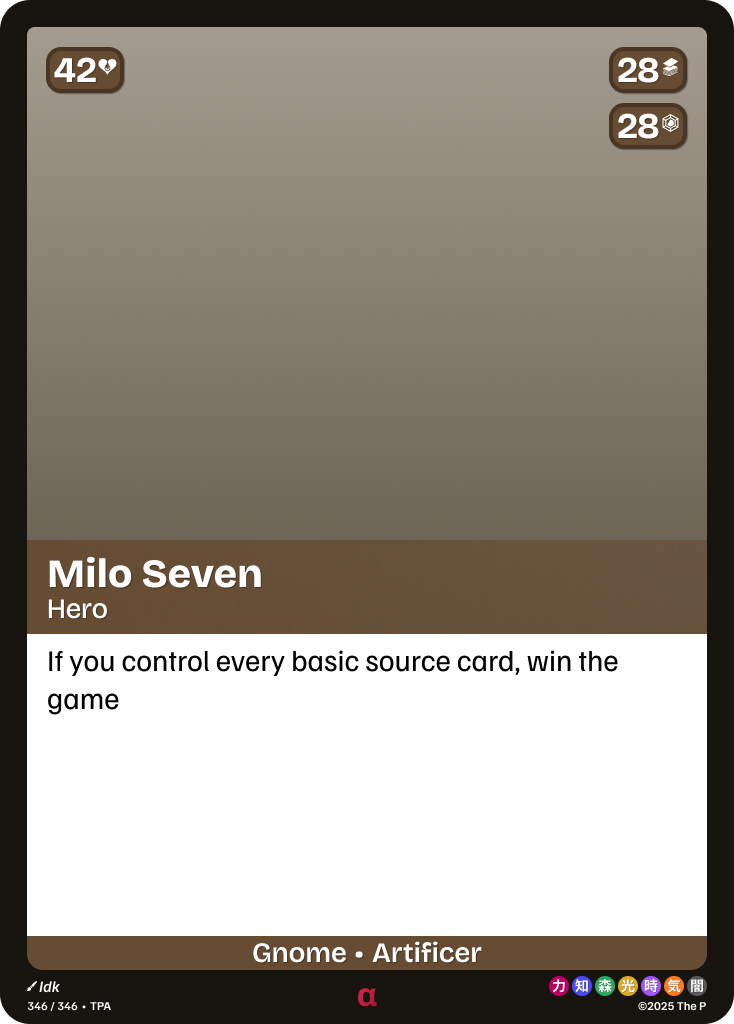 42
28
28
Milo Seven
Hero
If you control every basic source card, win the
game
Gnome • Artificer
Idk
346 / 346 • TPA
α
力 知 森 光 時 気 闇
©2025 The P